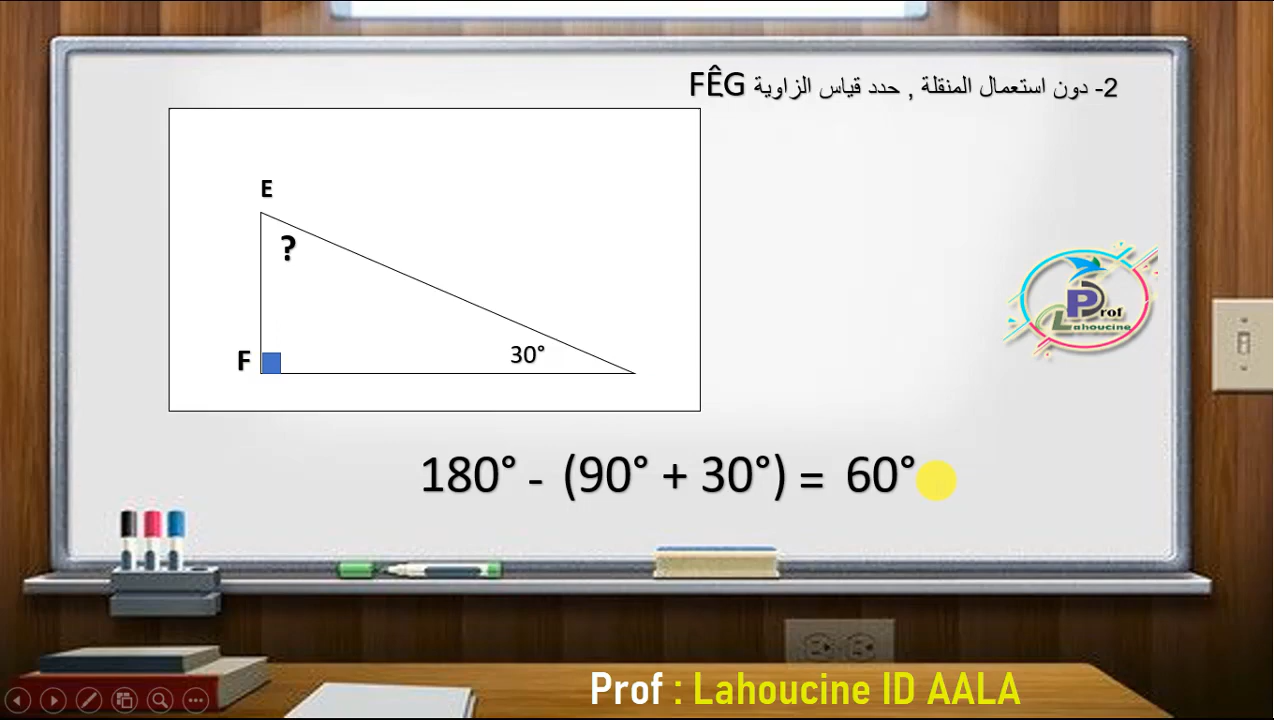 2- دون استعمال المنقلة , حدد قياس الزاوية FÊG
E
?
F
30°
Prof
Lahoucine
180° - (90° + 30°) = 60°
Prof : Lahoucine ID AALA